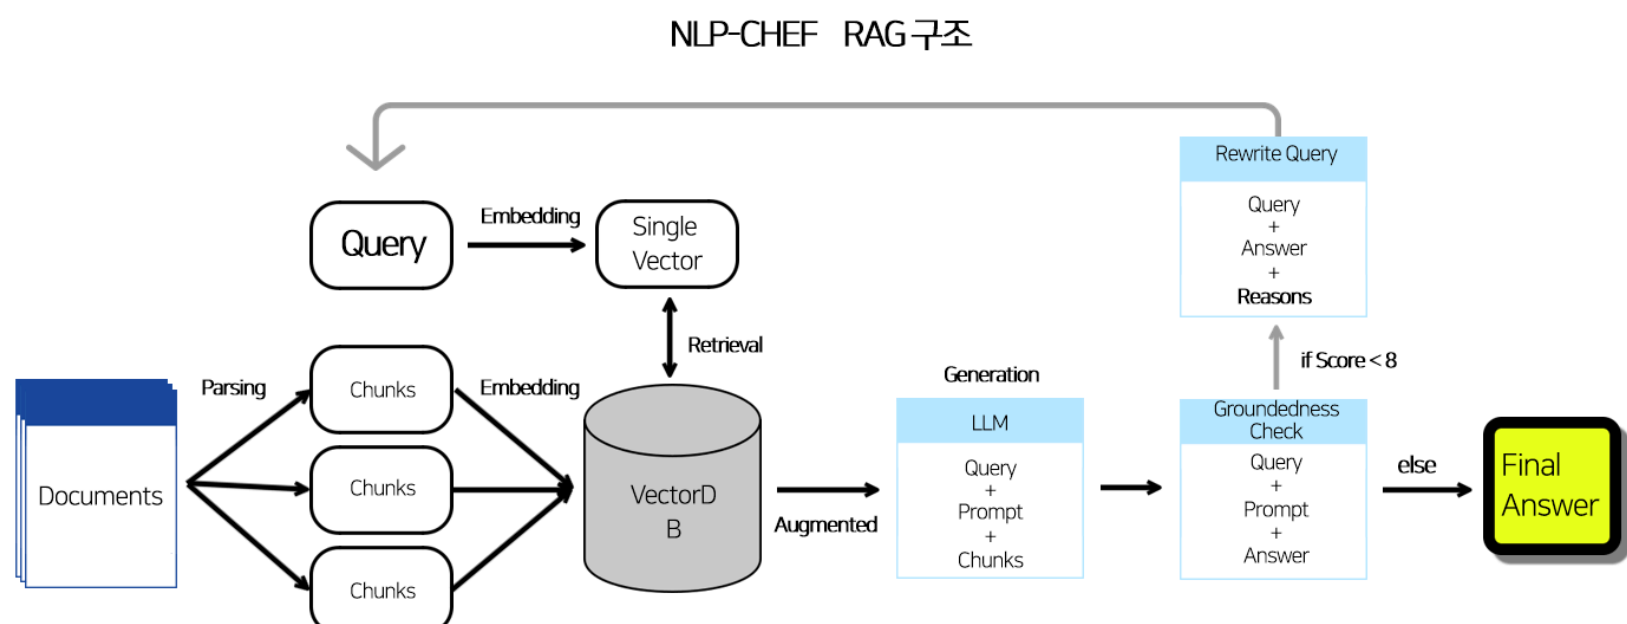 NLP-CHEF RAG 구조
Rewrite Query
Query
+
Answer
+
Reasons
Query
Embedding
Single
Vector
Retrieval
if Score < 8
Documents
Parsing
Chunks
Chunks
Chunks
Embedding
VectorD
B
Augmented
Generation
LLM
Query
+
Prompt
+
Chunks
Groundedness
Check
Query
+
Prompt
+
Answer
else
Final
Answer